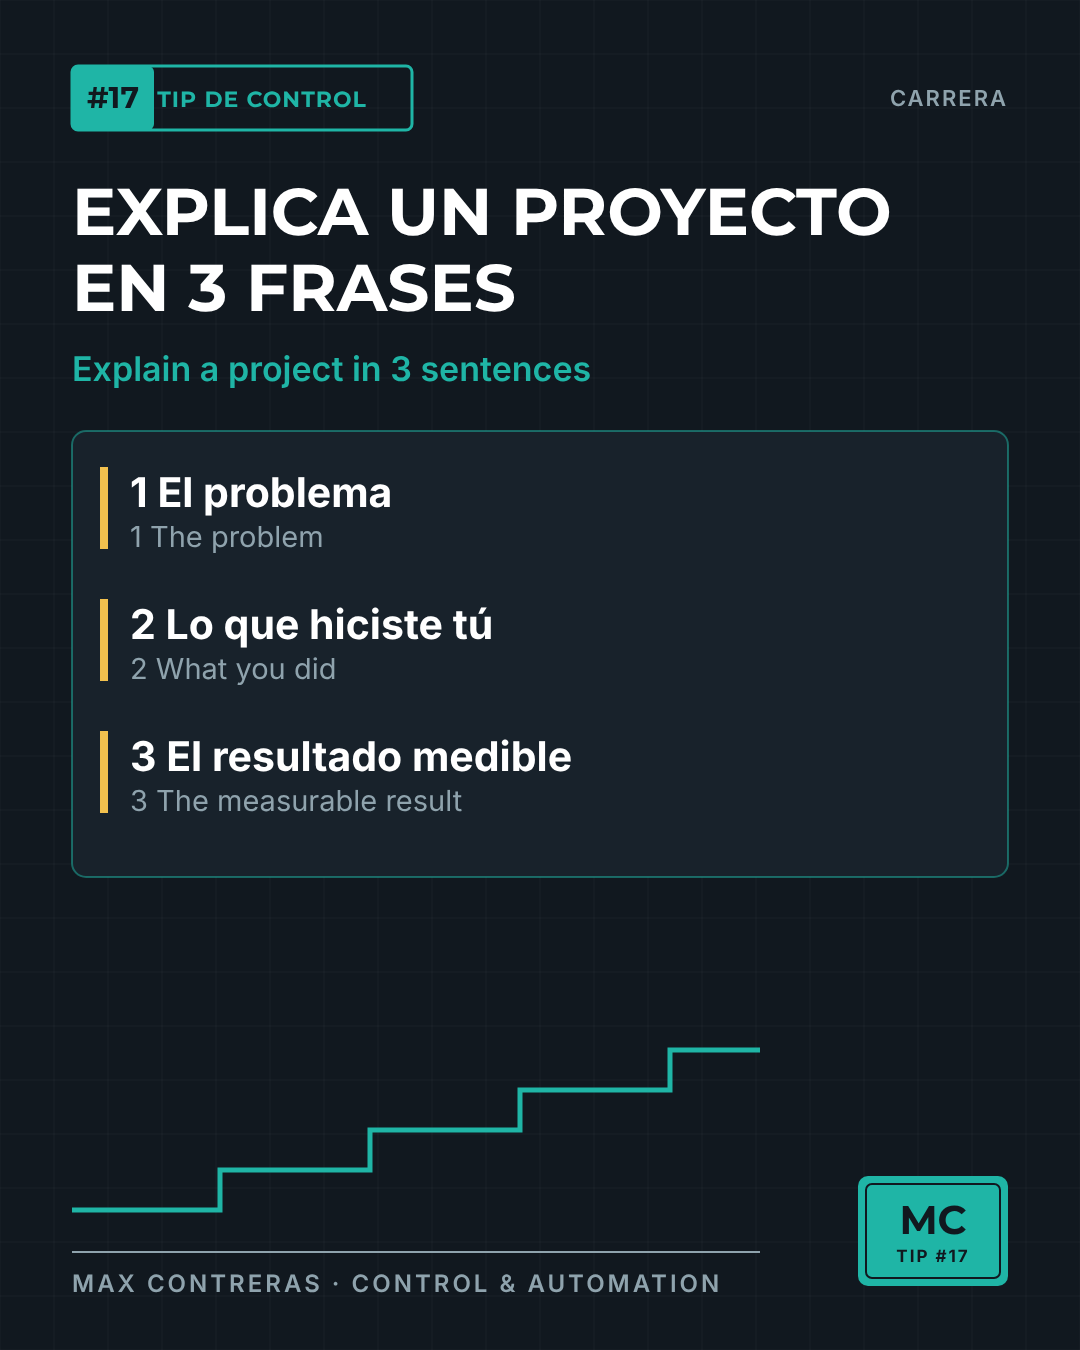 #17 TIP DE CONTROL
CARRERA
EXPLICA UN PROYECTO
EN 3 FRASES
Explain a project in 3 sentences
1 El problema
1 The problem
2 Lo que hiciste tú
2 What you did
3 El resultado medible
3 The measurable result
MC
TIP #17
MAX CONTRERAS · CONTROL & AUTOMATION